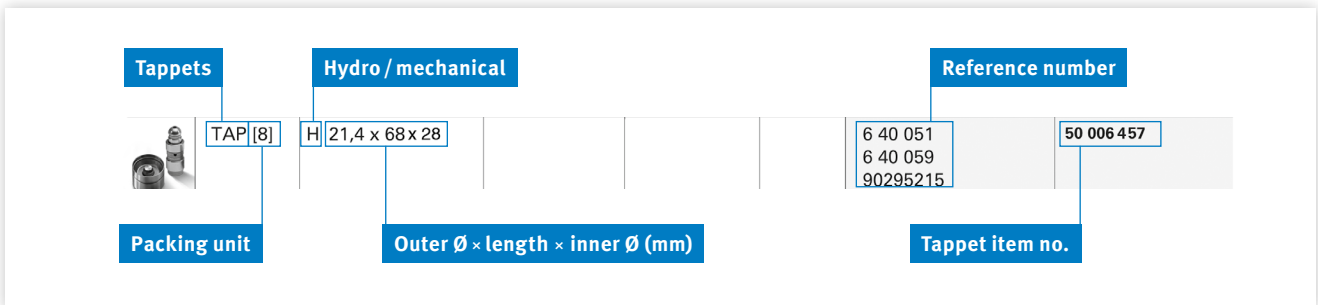 Tappets
Hydro / mechanical
Reference number
TAP [8]
H 21,4 x 68 x 28
6 40 051
6 40 059
90295215
50 006 457
Packing unit
Outer Ø × length × inner Ø (mm)
Tappet item no.